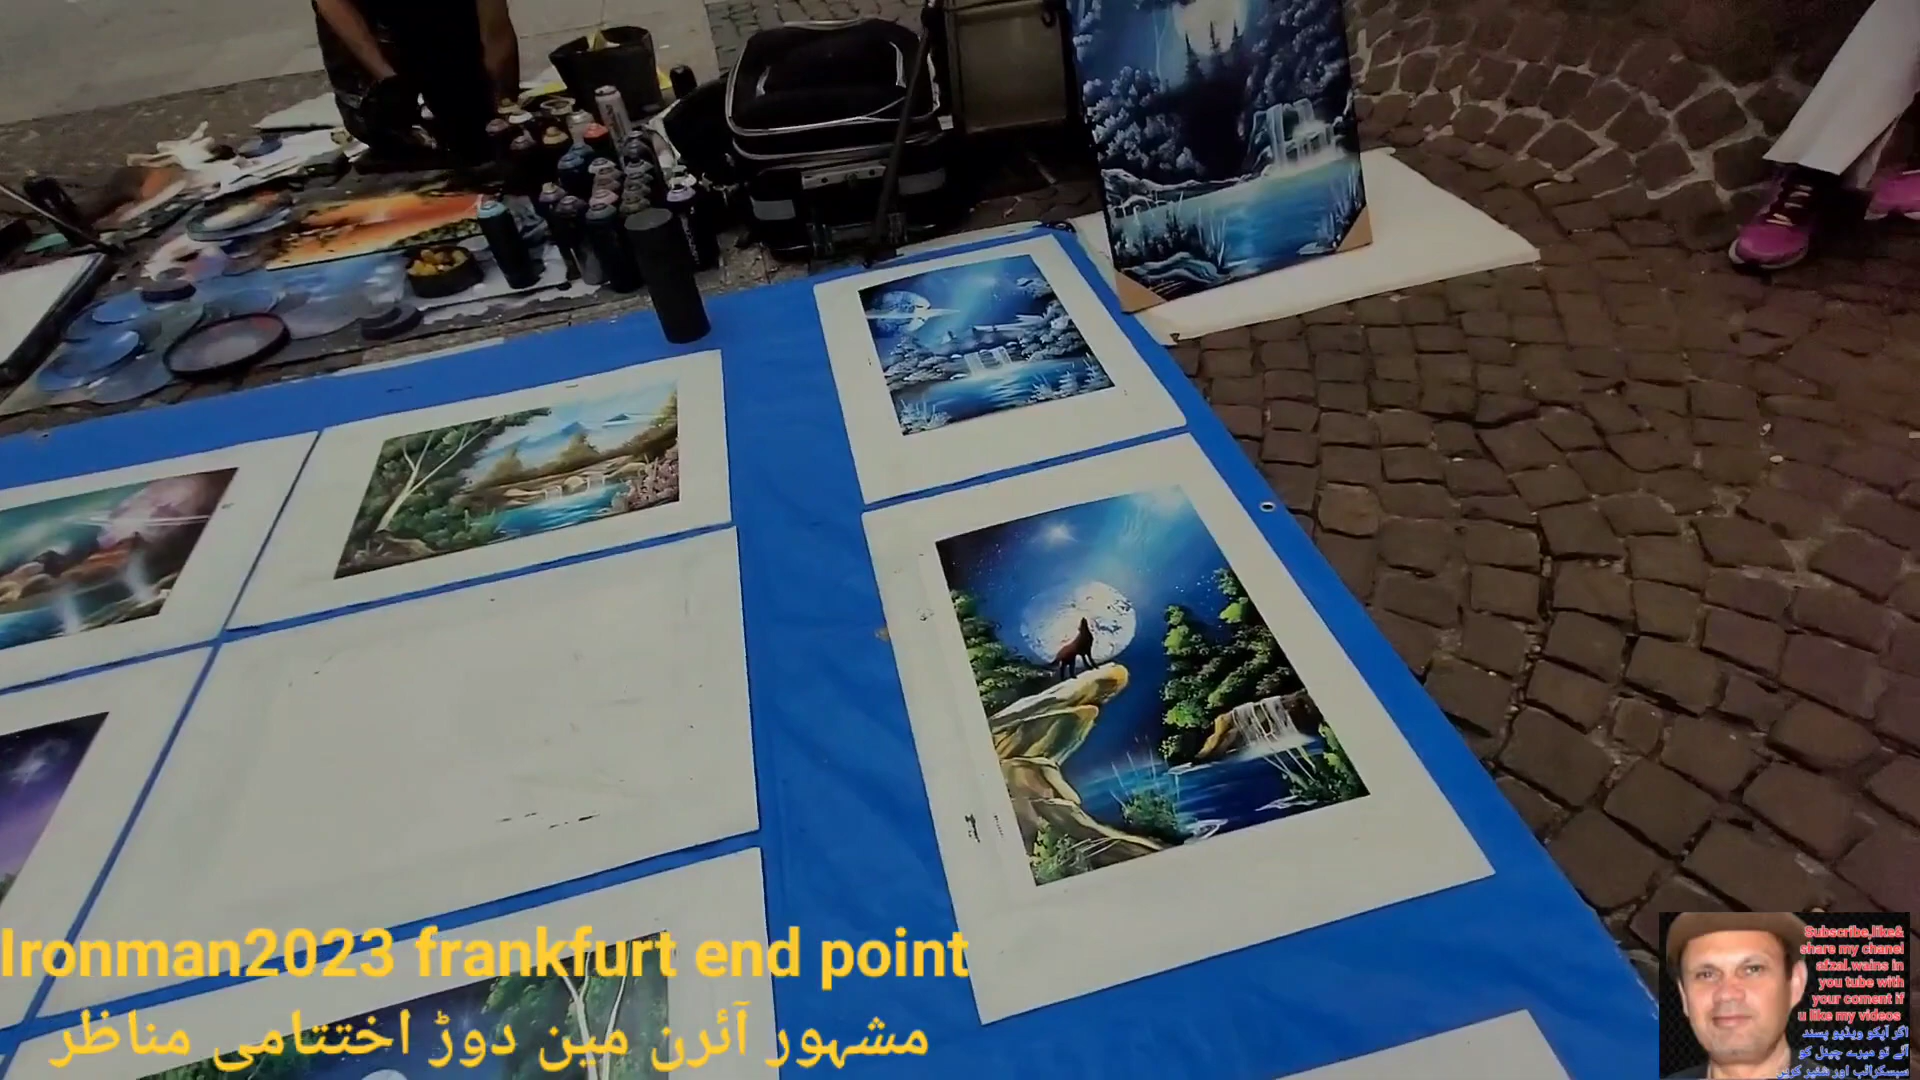 Ironman2023 frankfurt end point
مشہور آئرن مین دوڑ اختتامی مناظر
Subscribe,like&
share my chanel
afzal.wains in
you tube with
your coment if
u like my videos
اگر آپکو ویڈیو پسند
آئے تو میرے چینل کو
سبسکرائب اور شئیر کریں